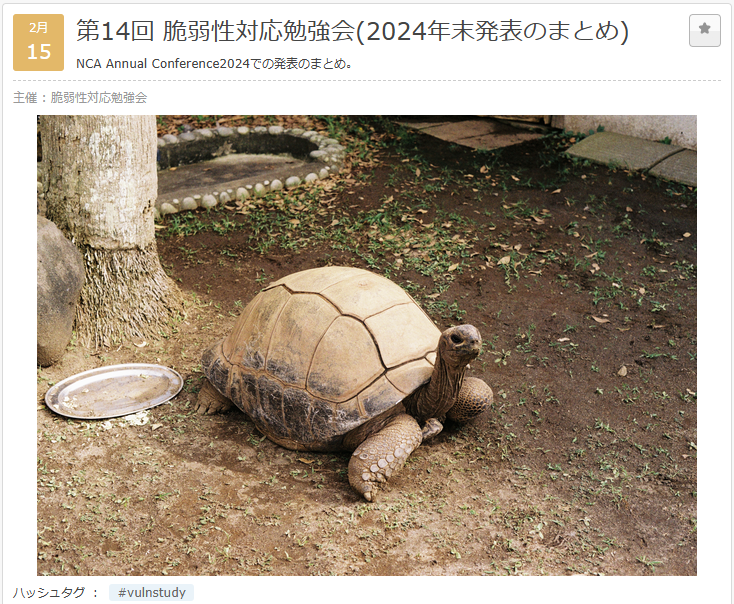 2月
15
第14回 脆弱性対応勉強会(2024年末発表のまとめ)
NCA Annual Conference2024での発表のまとめ。
主催：脆弱性対応勉強会
ハッシュタグ ： #vulnstudy